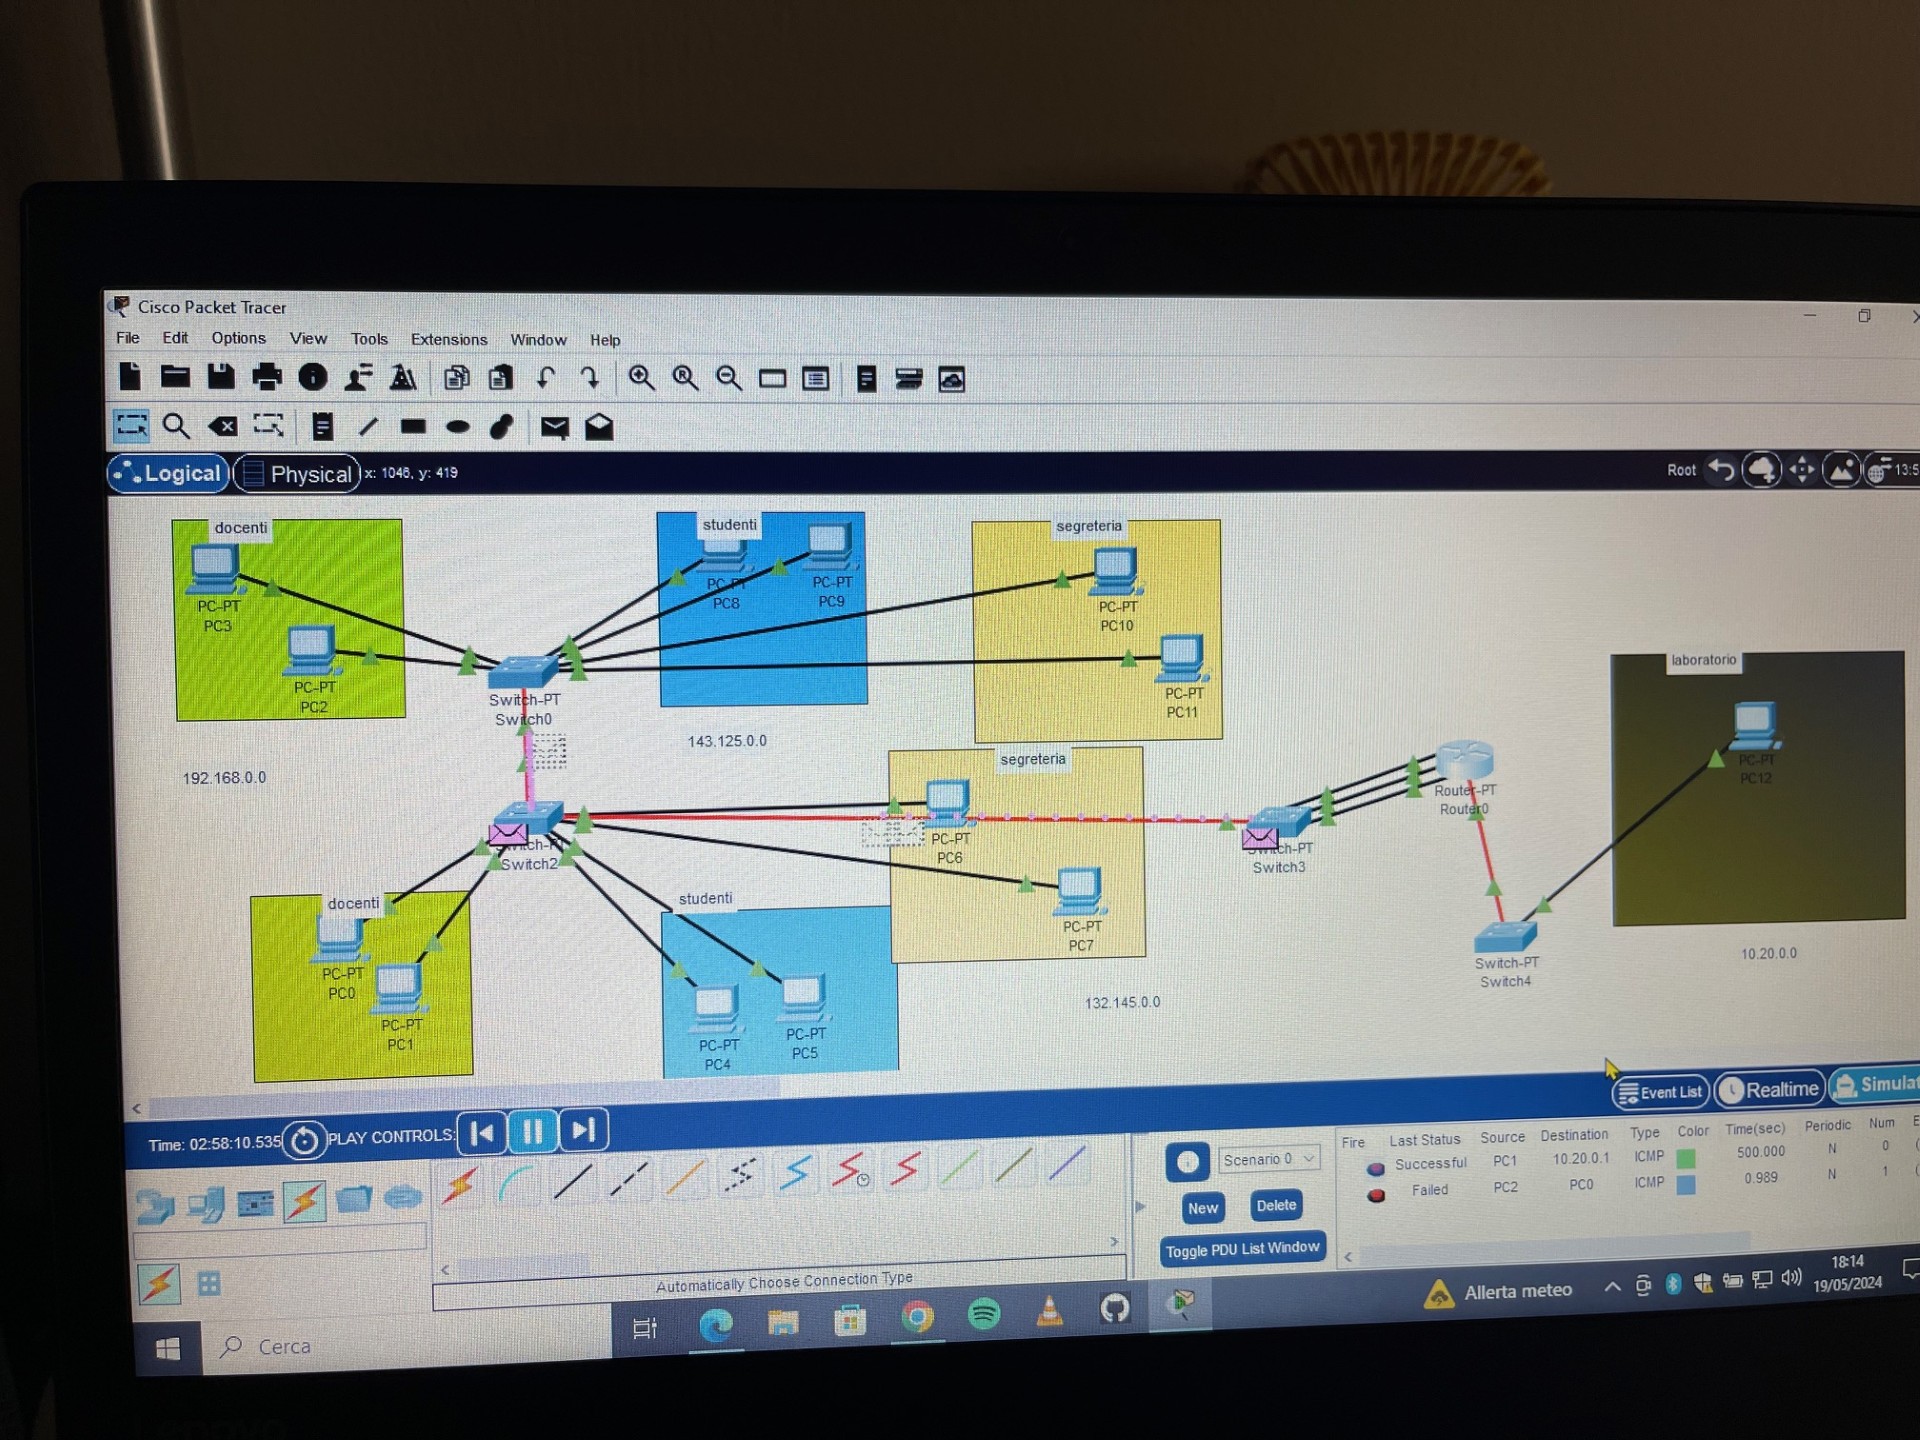 Cisco Packet Tracer
File Edit Options View Tools Extensions Window Help
Logical Physical x: 1046, y: 419
Root 13:5
docenti
PC-PT
PC3
PC-PT
PC2
192.168.0.0
studenti
PC-PT
PC8
PC-PT
PC9
143.125.0.0
segreteria
PC-PT
PC10
PC-PT
PC11
Switch-PT
Switch0
Switch2
segreteria
PC-PT
PC6
PC-PT
PC7
132.145.0.0
Switch-PT
Switch3
Router-PT
Router0
Switch-PT
Switch4
laboratorio
PC-PT
PC12
10.20.0.0
docenti
PC-PT
PC0
PC-PT
PC1
studenti
PC-PT
PC4
PC-PT
PC5
Time: 02:58:10.535 PLAY CONTROLS:
Event List Realtime Simulat
Scenario 0
New Delete
Toggle PDU List Window
Fire Last Status Source Destination Type Color Time(sec) Periodic Num E
Successful PC1 10.20.0.1 ICMP 500.000 N 0 (
Failed PC2 PC0 ICMP 0.989 N 1 (
Automatically Choose Connection Type
Cerca
Allerta meteo
18:14
19/05/2024